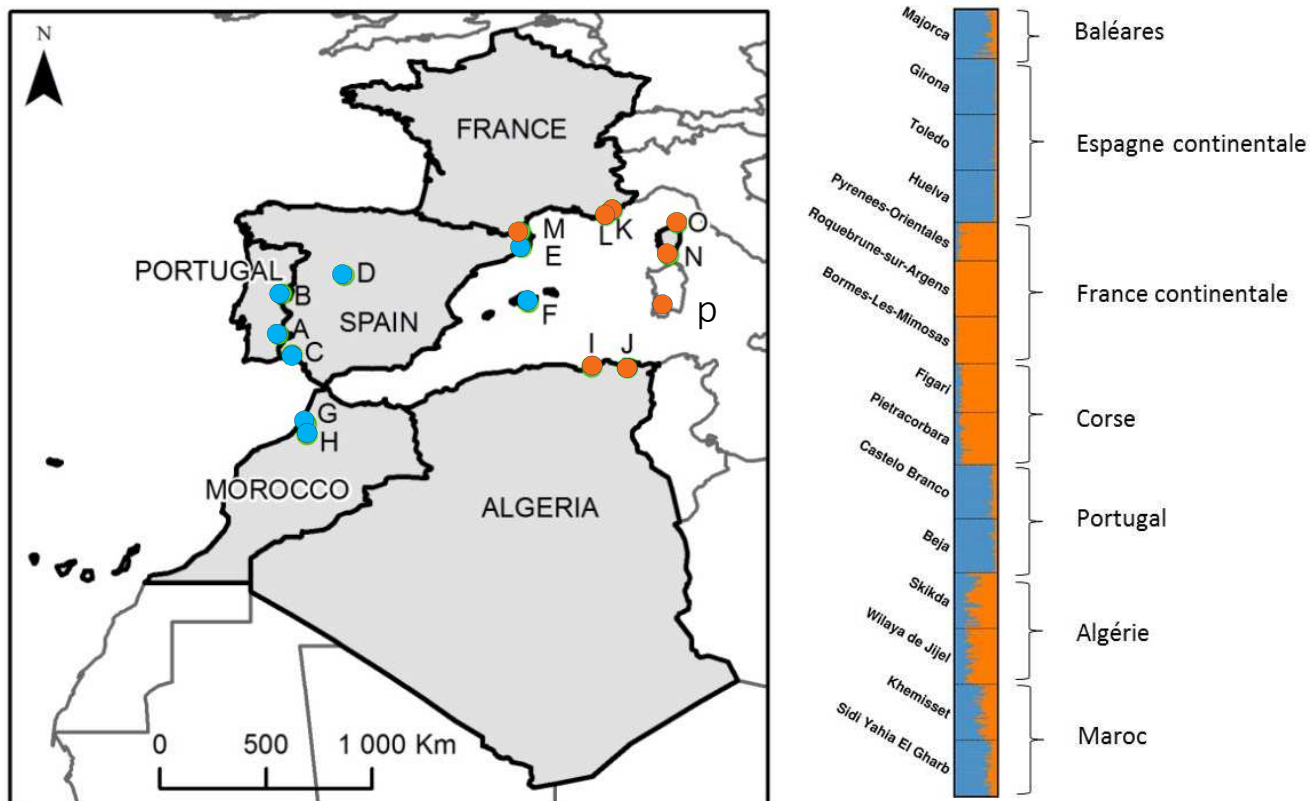 N
FRANCE
M
E
L
K
O
N
p
PORTUGAL
B
D
A
SPAIN
C
F
I
J
G
H
MOROCCO
ALGERIA
0
500
1 000 Km
Majorca
Girona
Toledo
Huelva
Pyrenees-Orientales
Roquebrune-sur-Argens
Bormes-Les-Mimosas
Figari
Pietracorbara
Castelo Branco
Beja
Skikda
Wilaya de Jijel
Khemisset
Sidi Yahia El Gharb
Baléares
Espagne continentale
France continentale
Corse
Portugal
Algérie
Maroc